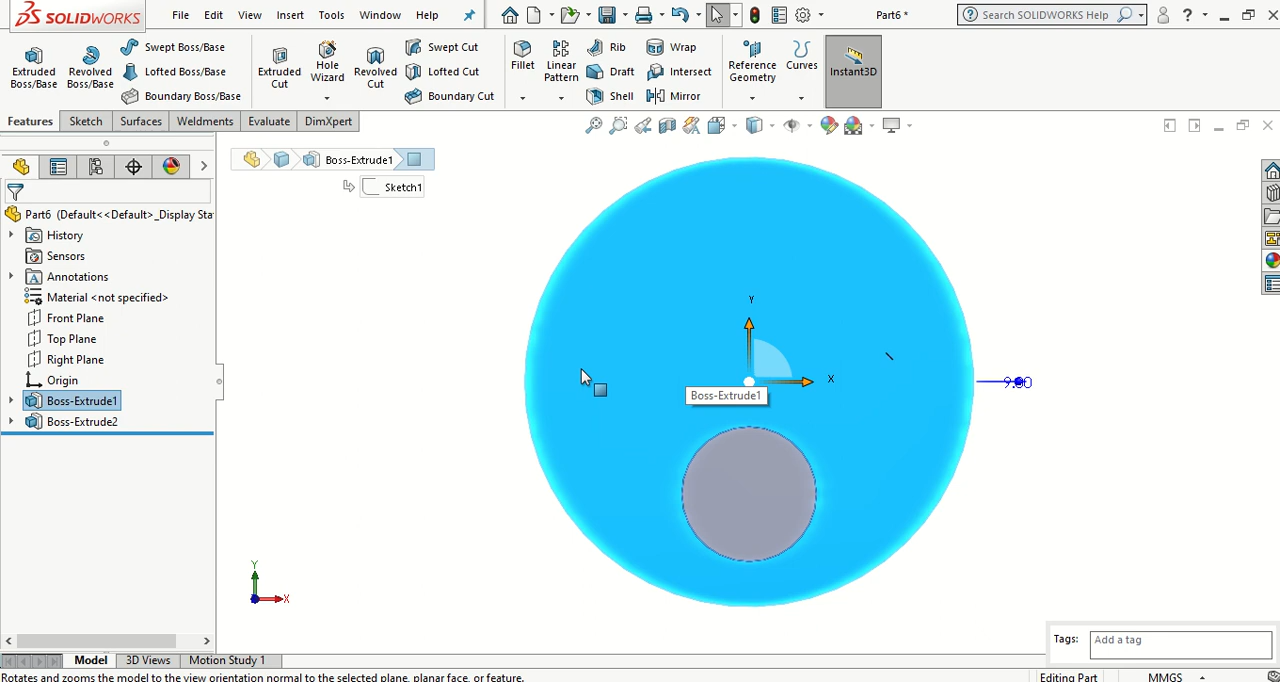 SOLIDWORKS File Edit View Insert Tools Window Help Part6 * Search SOLIDWORKS Help ?
Extruded Boss/Base
Revolved Boss/Base
Swept Boss/Base
Lofted Boss/Base
Boundary Boss/Base
Extruded Cut
Hole Wizard
Revolved Cut
Swept Cut
Lofted Cut
Boundary Cut
Fillet
Linear Pattern
Rib
Draft
Shell
Wrap
Intersect
Mirror
Reference Geometry
Curves
Instant3D
Features Sketch Surfaces Weldments Evaluate DimXpert
Boss-Extrude1
Sketch1
Part6 (Default<<Default>_Display Sta
History
Sensors
Annotations
Material <not specified>
Front Plane
Top Plane
Right Plane
Origin
Boss-Extrude1
Boss-Extrude2
Y
X
Boss-Extrude1
Y
X
Tags: Add a tag
Model 3D Views Motion Study 1
Rotates and zooms the model to the view orientation normal to the selected plane, planar face, or feature. Editing Part MMGS